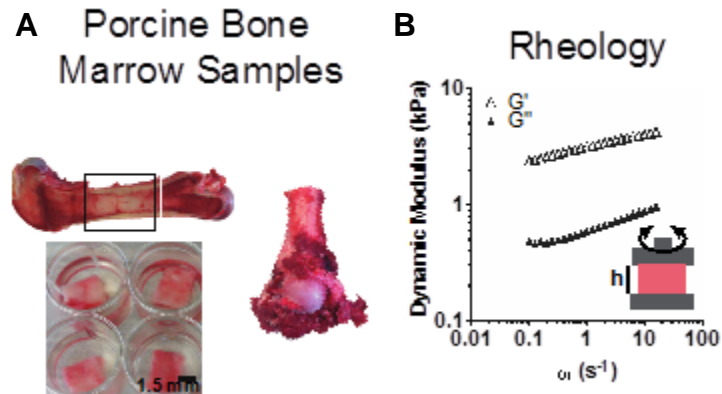 A
Porcine Bone
Marrow Samples
1.5 mm
B
Rheology
Dynamic Modulus (kPa)
10
1
0.1
G'
G''
h
0.01
0.1
1
10
100
ω (s⁻¹)